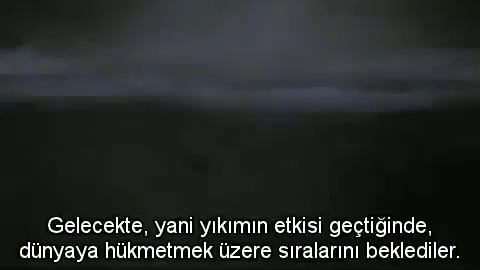 Gelecekte, yani yıkımın etkisi geçtiğinde,
dünyaya hükmetmek üzere sıralarını beklediler.